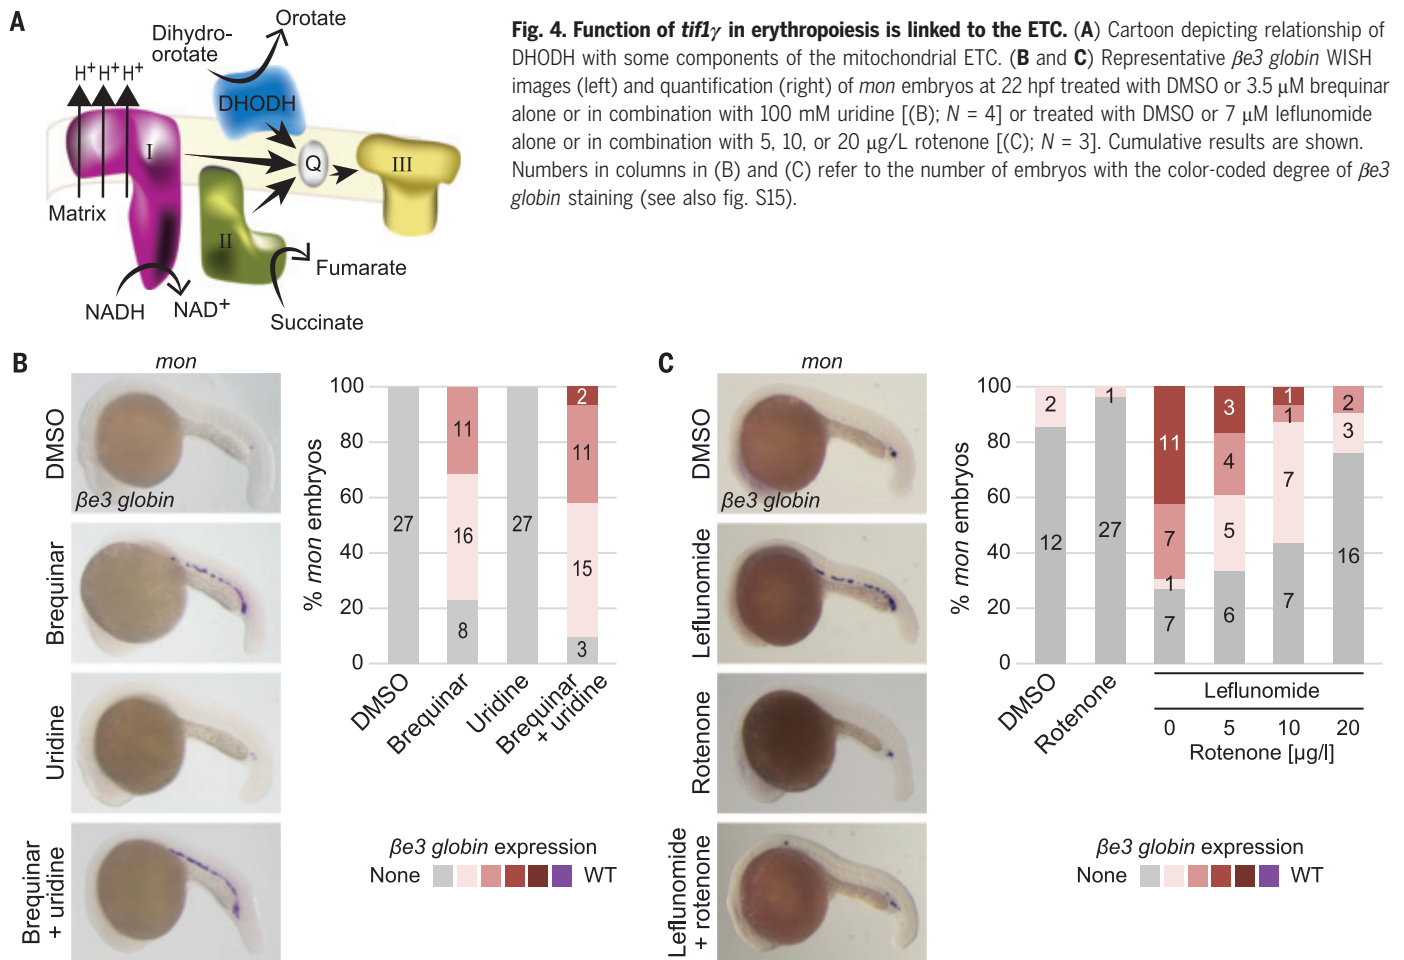 A
Orotate
Dihydro-
orotate
H+ H+ H+
DHODH
I
Q
III
II
Matrix
Fumarate
NADH
NAD+
Succinate
Fig. 4. Function of tif1γ in erythropoiesis is linked to the ETC. (A) Cartoon depicting relationship of
DHODH with some components of the mitochondrial ETC. (B and C) Representative βe3 globin WISH
images (left) and quantification (right) of mon embryos at 22 hpf treated with DMSO or 3.5 μM brequinar
alone or in combination with 100 mM uridine [(B); N = 4] or treated with DMSO or 7 μM leflunomide
alone or in combination with 5, 10, or 20 μg/L rotenone [(C); N = 3]. Cumulative results are shown.
Numbers in columns in (B) and (C) refer to the number of embryos with the color-coded degree of βe3
globin staining (see also fig. S15).
B
mon
DMSO
βe3 globin
Brequinar
Uridine
Brequinar
+ uridine
% mon embryos
100
80
60
40
20
0
27
11
16
8
27
2
11
15
3
DMSO
Brequinar
Uridine
Brequinar
+ uridine
βe3 globin expression
None
WT
C
mon
DMSO
βe3 globin
Leflunomide
Rotenone
Leflunomide
+ rotenone
% mon embryos
100
80
60
40
20
0
2
12
1
27
11
7
1
7
3
4
5
6
1
1
7
7
2
3
16
DMSO
Rotenone
Leflunomide
0 5 10 20
Rotenone [μg/l]
βe3 globin expression
None
WT